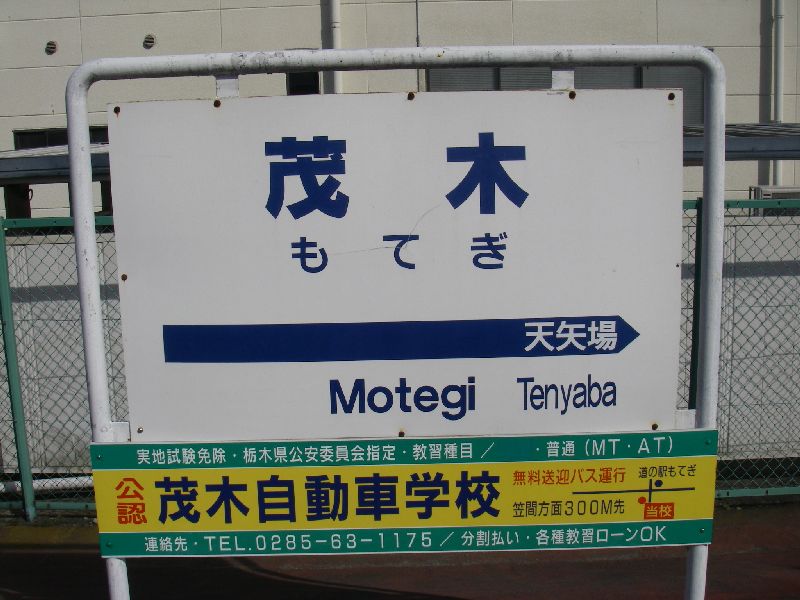 茂木
もてぎ
天矢場
Motegi Tenyaba
実地試験免除・栃木県公安委員会指定・教習種目／ ・普通(MT・AT)
公認 茂木自動車学校 無料送迎バス運行 道の駅もてぎ
笠間方面300M先 当校
連絡先・TEL.0285-63-1175／分割払い・各種教習ローンOK